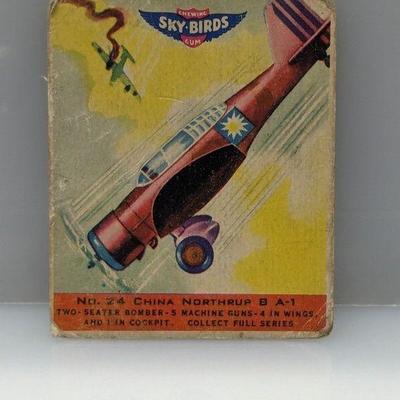 CHEWING
SKY-BIRDS
GUM
No. 24 CHINA NORTHRUP B A-1
TWO-SEATER BOMBER-5 MACHINE GUNS-4 IN WINGS,
AND 1 IN COCKPIT. COLLECT FULL SERIES